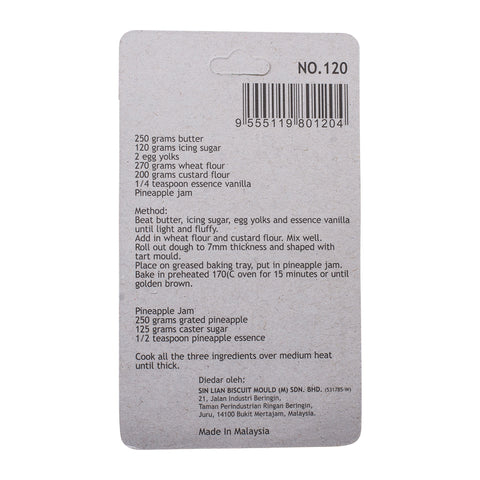 NO.120
9 555119 801204
250 grams butter
120 grams icing sugar
2 egg yolks
270 grams wheat flour
200 grams custard flour
1/4 teaspoon essence vanilla
Pineapple jam
Method:
Beat butter, icing sugar, egg yolks and essence vanilla
until light and fluffy.
Add in wheat flour and custard flour. Mix well.
Roll out dough to 7mm thickness and shaped with
tart mould.
Place on greased baking tray, put in pineapple jam.
Bake in preheated 170(C oven for 15 minutes or until
golden brown.
Pineapple Jam
250 grams grated pineapple
125 grams caster sugar
1/2 teaspoon pineapple essence
Cook all the three ingredients over medium heat
until thick.
Diedar oleh:
SIN LIAN BISCUIT MOULD (M) SDN. BHD. (531785-W)
21, Jalan Industri Beringin,
Taman Perindustrian Ringan Beringin,
Juru, 14100 Bukit Mertajam, Malaysia.
Made In Malaysia